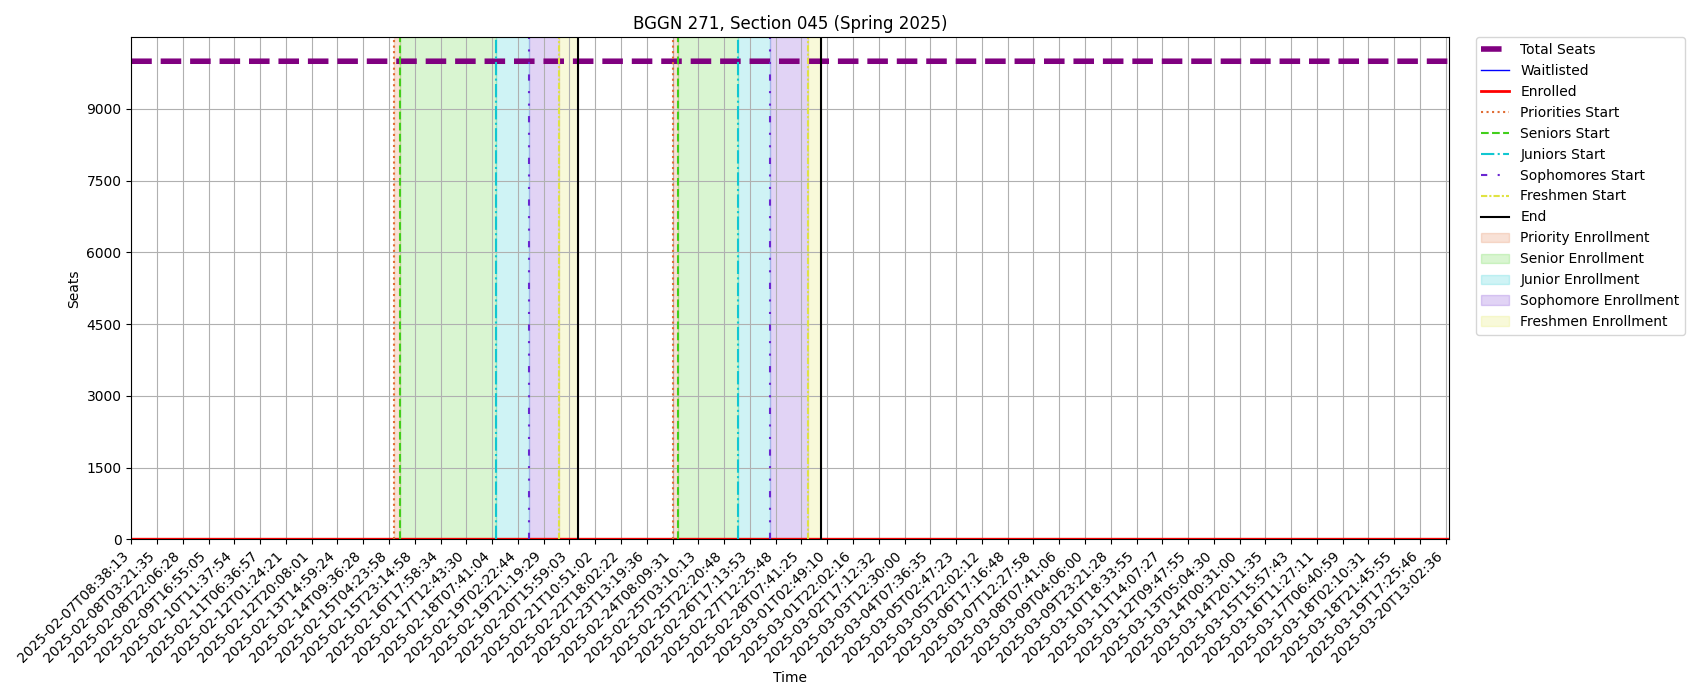 BGGN 271, Section 045 (Spring 2025)
Seats
9000
7500
6000
4500
3000
1500
0
2025-02-07T08:38:13
2025-02-08T03:21:35
2025-02-08T22:06:28
2025-02-09T16:55:05
2025-02-10T11:37:54
2025-02-11T06:36:57
2025-02-12T01:24:21
2025-02-12T20:08:01
2025-02-13T14:59:24
2025-02-14T09:36:28
2025-02-15T04:23:58
2025-02-15T23:14:58
2025-02-16T17:58:34
2025-02-17T12:43:30
2025-02-18T07:41:04
2025-02-19T02:22:44
2025-02-19T21:19:29
2025-02-20T15:59:03
2025-02-21T10:51:02
2025-02-22T18:02:22
2025-02-23T13:19:36
2025-02-24T08:09:31
2025-02-25T03:10:13
2025-02-25T22:20:48
2025-02-26T17:13:53
2025-02-27T12:25:48
2025-02-28T07:41:25
2025-03-01T02:49:10
2025-03-01T22:02:16
2025-03-02T17:12:32
2025-03-03T12:30:00
2025-03-04T07:36:35
2025-03-05T02:47:23
2025-03-05T22:02:12
2025-03-06T17:16:48
2025-03-07T12:27:58
2025-03-08T07:41:06
2025-03-09T04:06:00
2025-03-09T23:21:28
2025-03-10T18:33:55
2025-03-11T14:07:27
2025-03-12T09:47:55
2025-03-13T05:04:30
2025-03-14T00:31:00
2025-03-14T20:11:35
2025-03-15T15:57:43
2025-03-16T11:27:11
2025-03-17T06:40:59
2025-03-18T02:10:31
2025-03-18T21:45:55
2025-03-19T17:25:46
2025-03-20T13:02:36
Time
Total Seats
Waitlisted
Enrolled
Priorities Start
Seniors Start
Juniors Start
Sophomores Start
Freshmen Start
End
Priority Enrollment
Senior Enrollment
Junior Enrollment
Sophomore Enrollment
Freshmen Enrollment